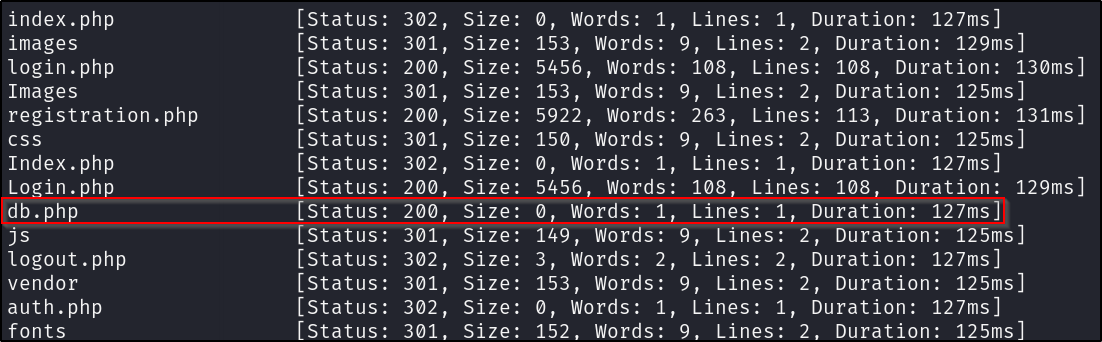 index.php [Status: 302, Size: 0, Words: 1, Lines: 1, Duration: 127ms]
images [Status: 301, Size: 153, Words: 9, Lines: 2, Duration: 129ms]
login.php [Status: 200, Size: 5456, Words: 108, Lines: 108, Duration: 130ms]
Images [Status: 301, Size: 153, Words: 9, Lines: 2, Duration: 125ms]
registration.php [Status: 200, Size: 5922, Words: 263, Lines: 113, Duration: 131ms]
css [Status: 301, Size: 150, Words: 9, Lines: 2, Duration: 125ms]
Index.php [Status: 302, Size: 0, Words: 1, Lines: 1, Duration: 127ms]
Login.php [Status: 200, Size: 5456, Words: 108, Lines: 108, Duration: 129ms]
db.php [Status: 200, Size: 0, Words: 1, Lines: 1, Duration: 127ms]
js [Status: 301, Size: 149, Words: 9, Lines: 2, Duration: 125ms]
logout.php [Status: 200, Size: 3, Words: 2, Lines: 2, Duration: 127ms]
vendor [Status: 301, Size: 153, Words: 9, Lines: 2, Duration: 125ms]
auth.php [Status: 302, Size: 0, Words: 1, Lines: 1, Duration: 127ms]
fonts [Status: 301, Size: 152, Words: 9, Lines: 2, Duration: 125ms]